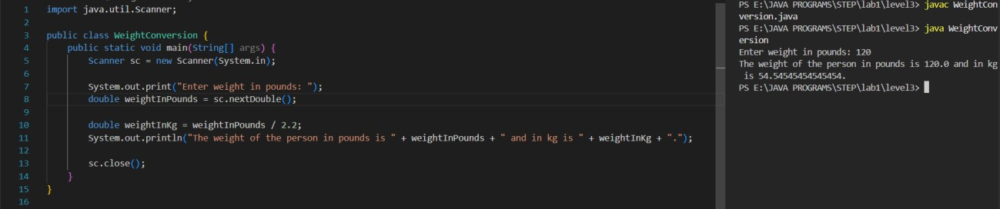 1 import java.util.Scanner;
2
3 public class WeightConversion {
4 public static void main(String[] args) {
5 Scanner sc = new Scanner(System.in);
6
7 System.out.print("Enter weight in pounds: ");
8 double weightInPounds = sc.nextDouble();
9
10 double weightInKg = weightInPounds / 2.2;
11 System.out.println("The weight of the person in pounds is " + weightInPounds + " and in kg is " + weightInKg + ".");
12
13 sc.close();
14 }
15 }
16
PS E:\JAVA PROGRAMS\STEP\lab1\level3> javac WeightCon
version.java
PS E:\JAVA PROGRAMS\STEP\lab1\level3> java WeightConv
ersion
Enter weight in pounds: 120
The weight of the person in pounds is 120.0 and in kg
is 54.54545454545454.
PS E:\JAVA PROGRAMS\STEP\lab1\level3>